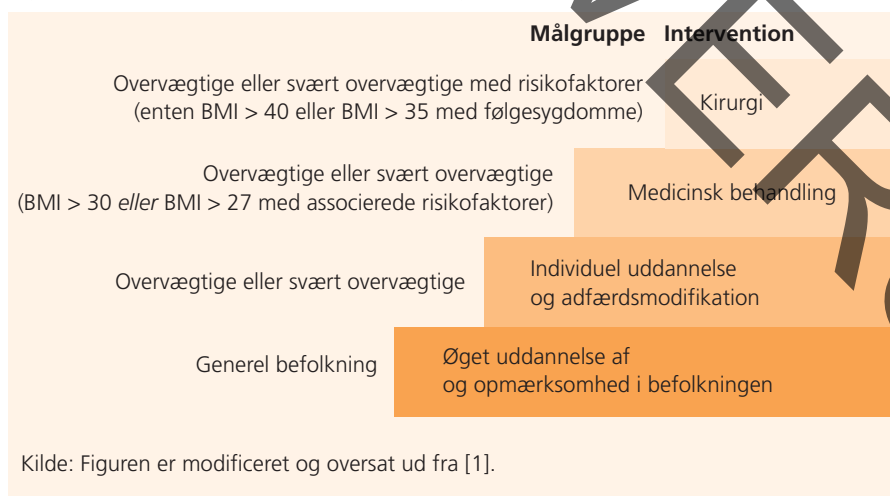 Målgruppe Intervention
Overvægtige eller svært overvægtige med risikofaktorer
(enten BMI > 40 eller BMI > 35 med følgesygdomme)
Kirurgi
Overvægtige eller svært overvægtige
(BMI > 30 eller BMI > 27 med associerede risikofaktorer)
Medicinsk behandling
Overvægtige eller svært overvægtige
Individuel uddannelse
og adfærdsmodifikation
Generel befolkning
Øget uddannelse af
og opmærksomhed i befolkningen
Kilde: Figuren er modificeret og oversat ud fra [1].